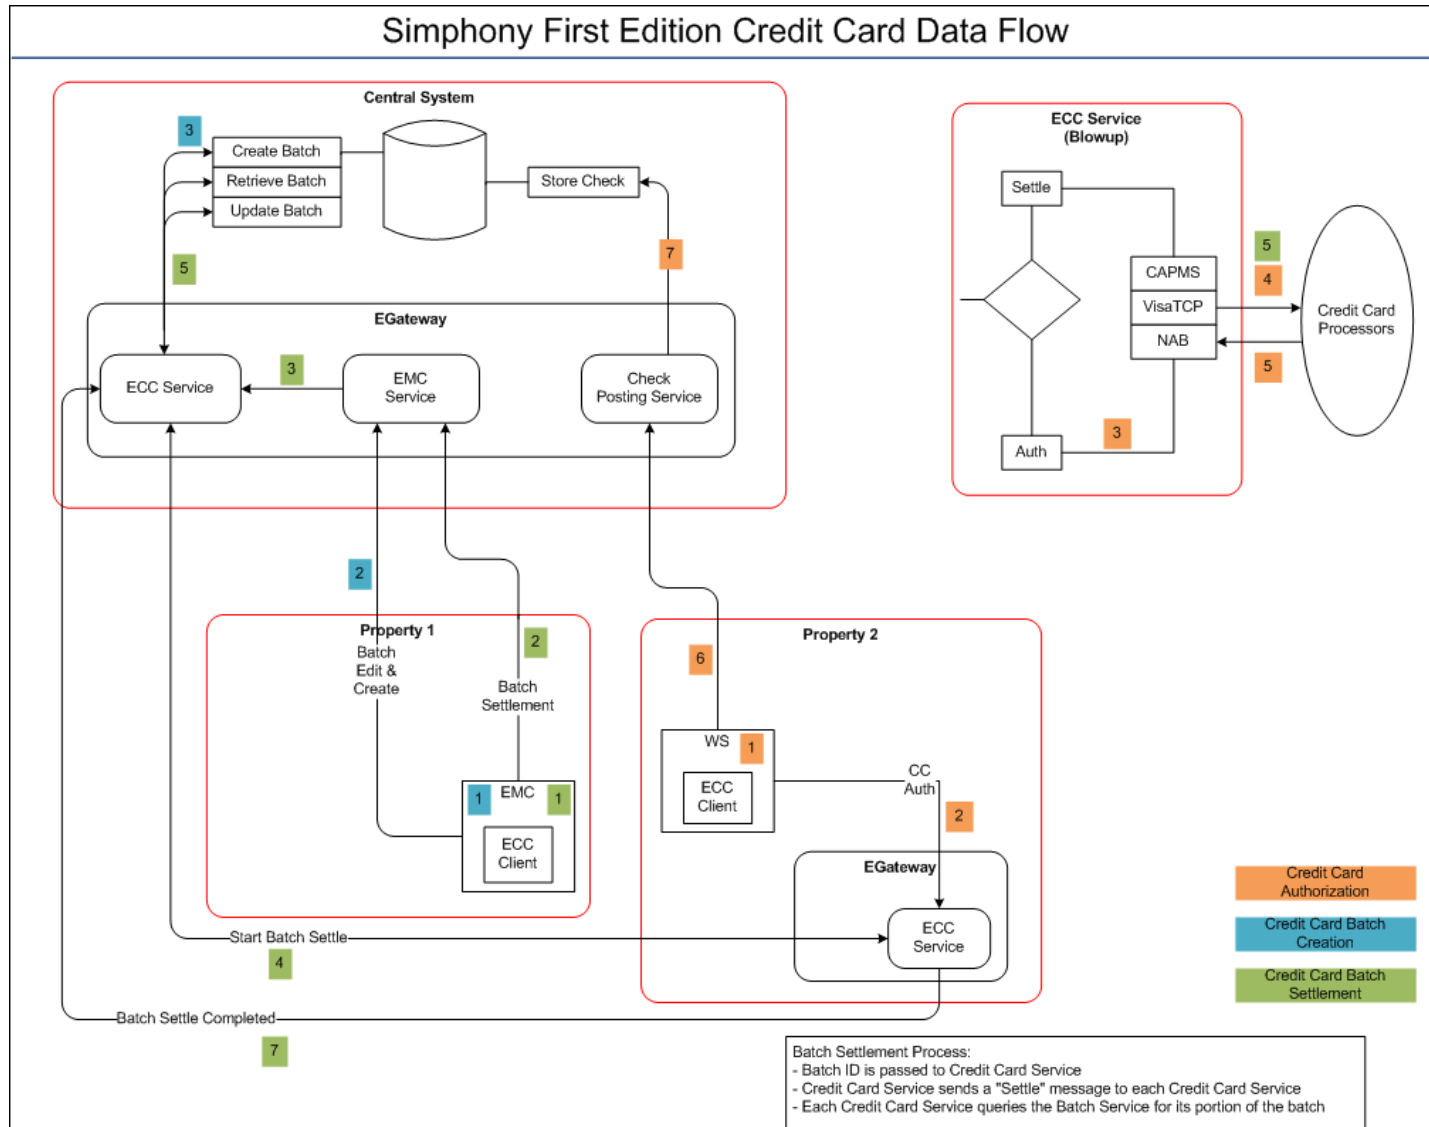 Simphony First Edition Credit Card Data Flow
Central System
3
Create Batch
Retrieve Batch
Update Batch
Store Check
5
7
EGateway
ECC Service
3
EMC
Service
Check
Posting Service
ECC Service
(Blowup)
Settle
CAPMS
VisaTCP
NAB
Auth
3
5
4
5
Credit Card
Processors
2
Property 1
Batch
Edit &
Create
2
Batch
Settlement
1
EMC
1
ECC
Client
Property 2
6
WS
1
ECC
Client
CC
Auth
2
EGateway
ECC
Service
Start Batch Settle
4
Batch Settle Completed
7
Credit Card
Authorization
Credit Card Batch
Creation
Credit Card Batch
Settlement
Batch Settlement Process:
- Batch ID is passed to Credit Card Service
- Credit Card Service sends a "Settle" message to each Credit Card Service
- Each Credit Card Service queries the Batch Service for its portion of the batch